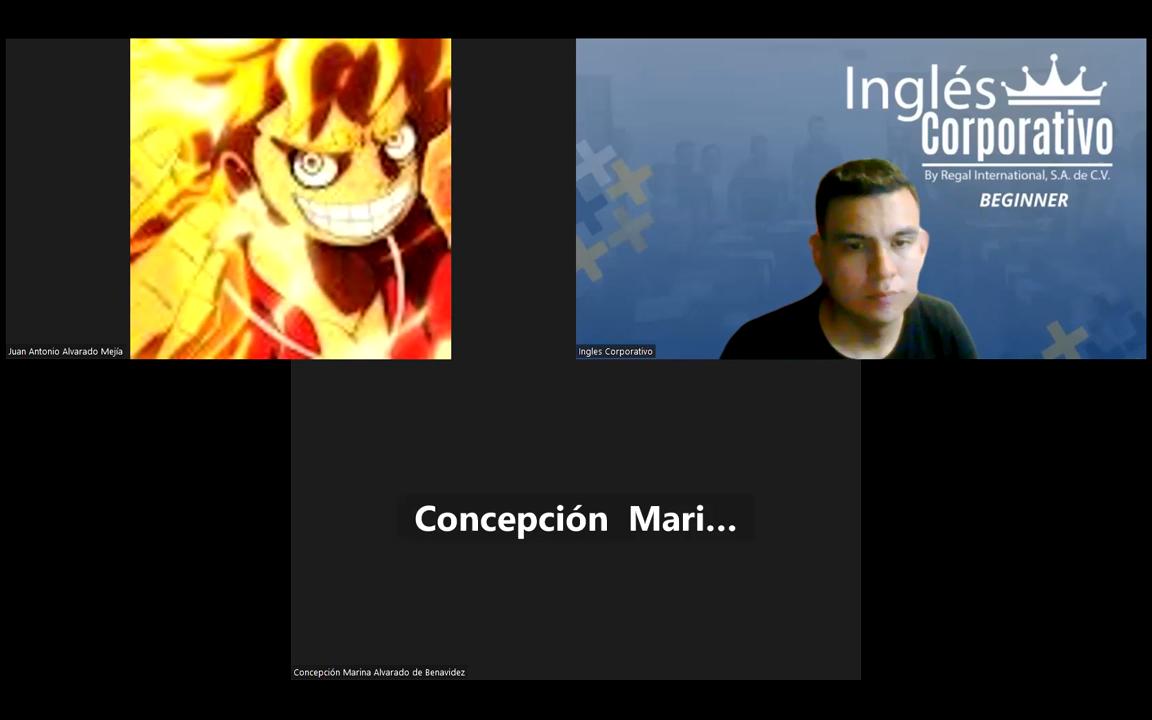 Inglés
Corporativo
By Regal International, S.A. de C.V.
BEGINNER
Juan Antonio Alvarado Mejía
Ingles Corporativo
Concepción Mari...
Concepción Marina Alvarado de Benavidez